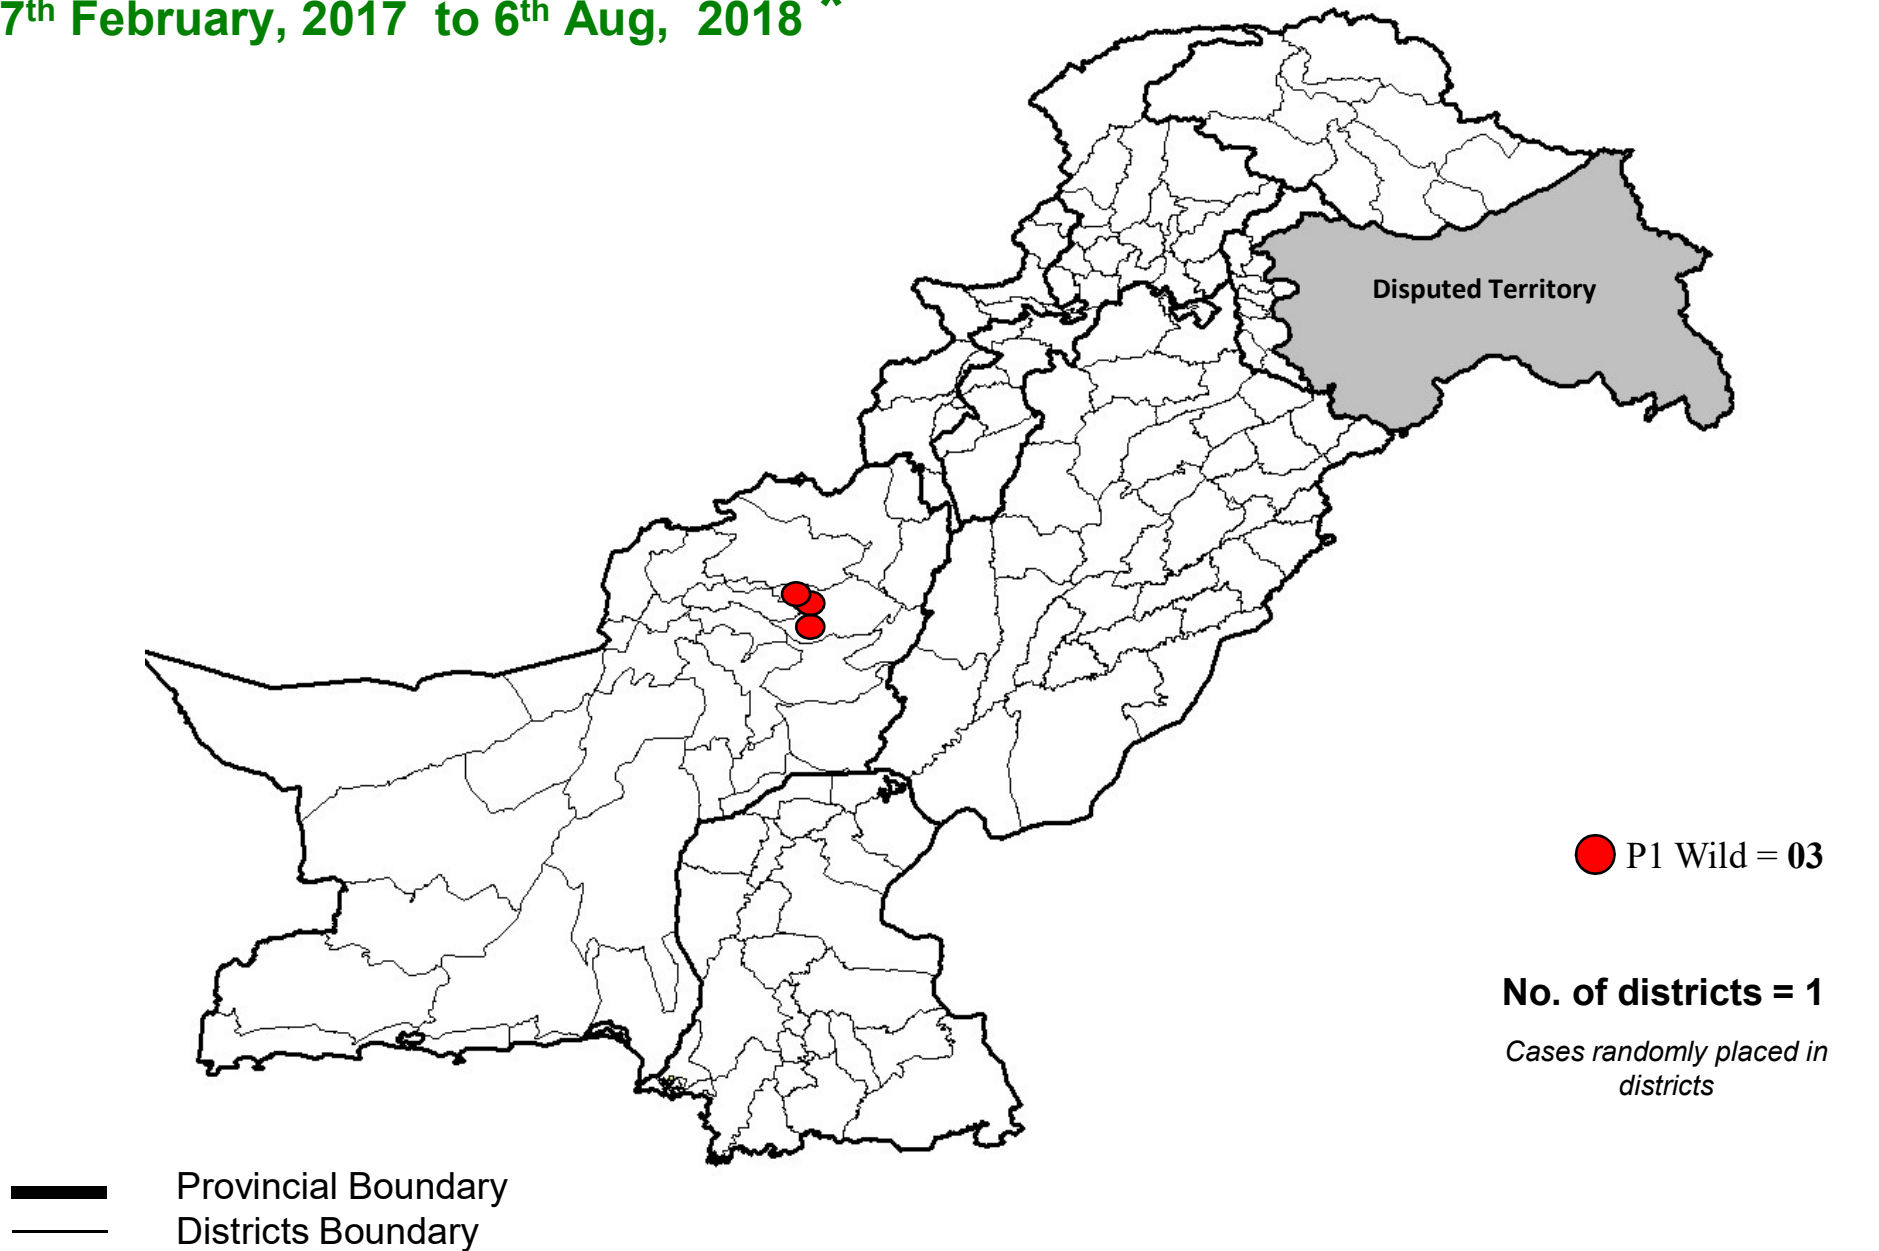 7th February, 2017 to 6th Aug, 2018 *
Disputed Territory
P1 Wild = 03
No. of districts = 1
Cases randomly placed in
districts
Provincial Boundary
Districts Boundary